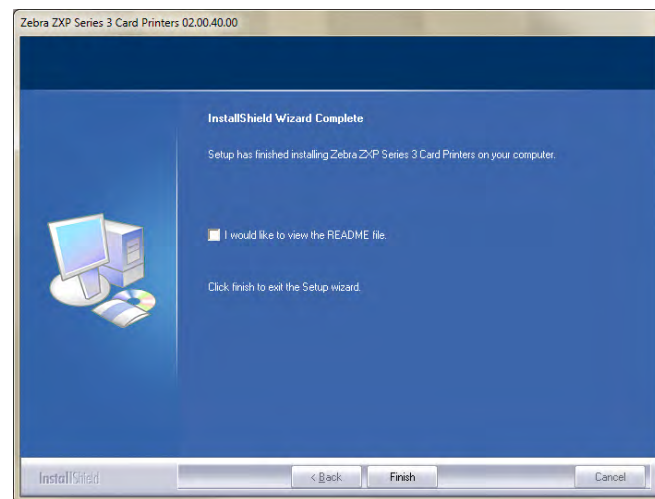 Zebra ZXP Series 3 Card Printers 02.00.40.00
InstallShield Wizard Complete
Setup has finished installing Zebra ZXP Series 3 Card Printers on your computer.
I would like to view the README file.
Click finish to exit the Setup wizard.
InstallShield
< Back Finish Cancel